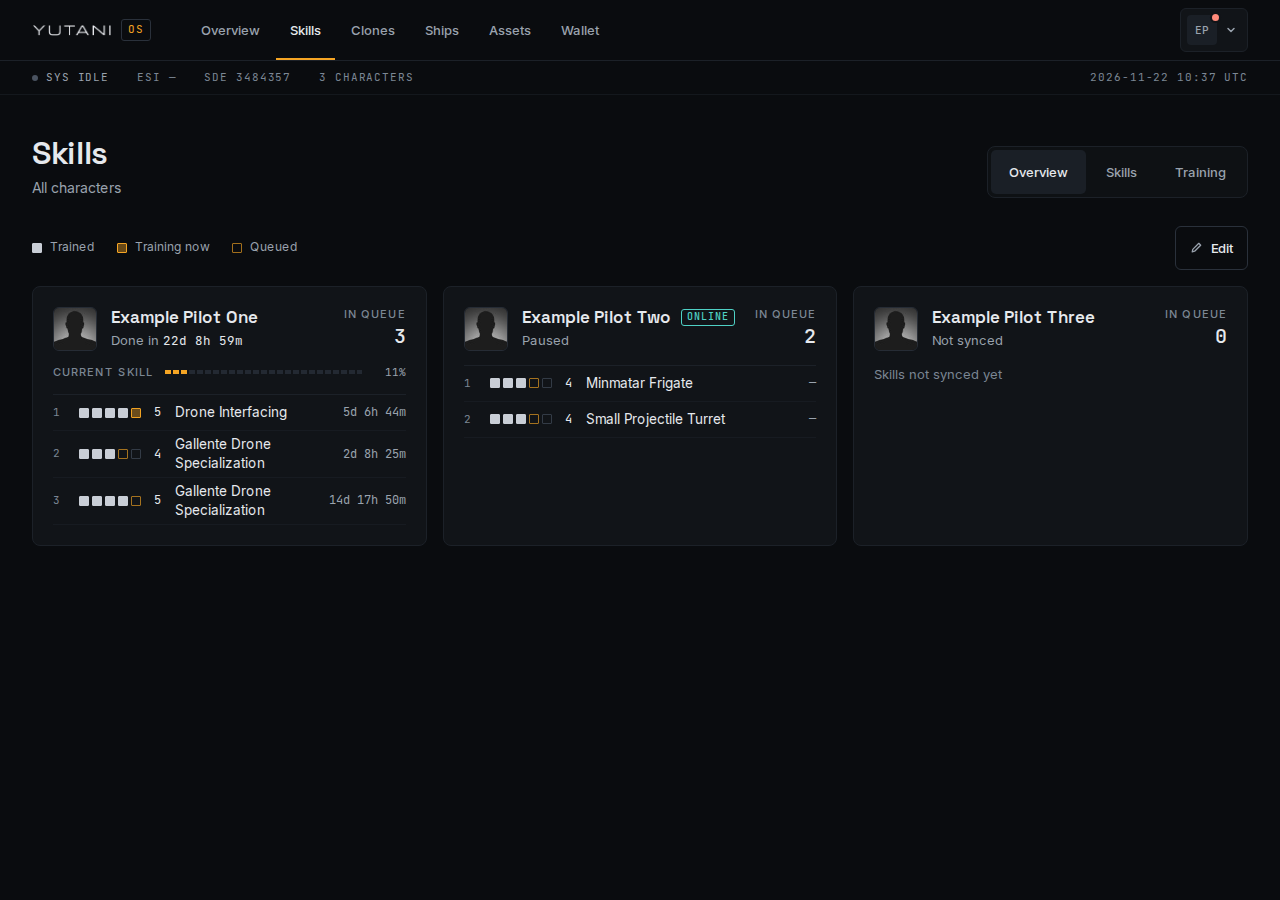 YUTANI OS Overview Skills Clones Ships Assets Wallet EP
SYS IDLE ESI — SDE 3484357 3 CHARACTERS 2026-11-22 10:37 UTC
Skills
All characters
Overview Skills Training
Trained Training now Queued
Edit
Example Pilot One
Done in 22d 8h 59m
IN QUEUE
3
CURRENT SKILL 11%
1 5 Drone Interfacing 5d 6h 44m
2 4 Gallente Drone Specialization 2d 8h 25m
3 5 Gallente Drone Specialization 14d 17h 50m
Example Pilot Two ONLINE
Paused
IN QUEUE
2
1 4 Minmatar Frigate —
2 4 Small Projectile Turret —
Example Pilot Three
Not synced
IN QUEUE
0
Skills not synced yet